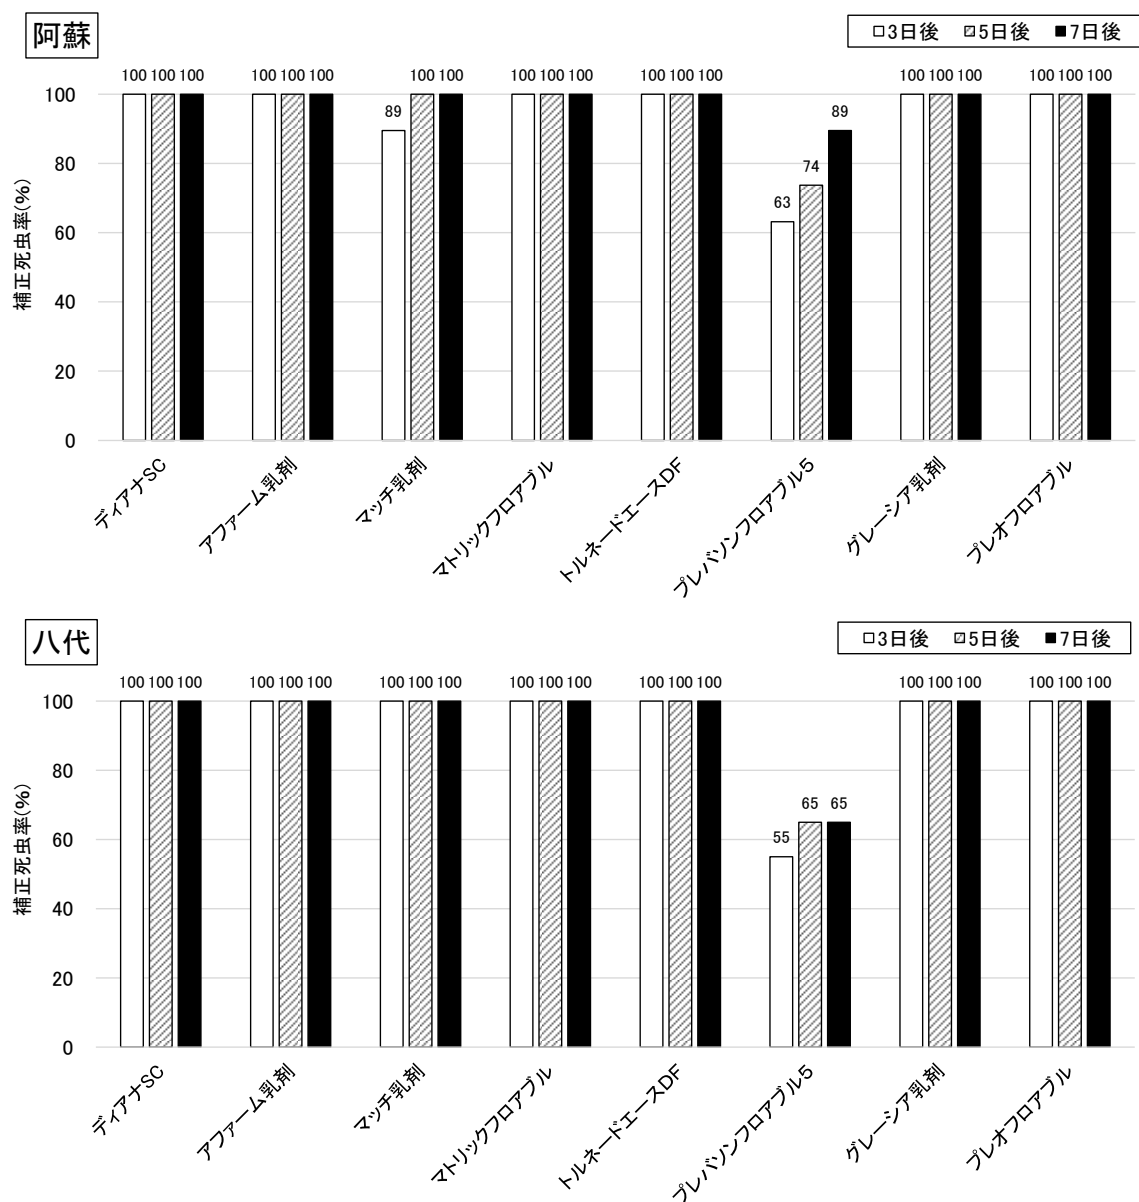 阿蘇
□3日後 5日後 ■7日後
100 100 100 100 100 100 100 100 100 100 100 100 100 100 100 100 100 100 100 100
89
63 74 89
100
80
60
40
20
0
補正死虫率(%)
ディアナSC
アファーム乳剤
マッチ乳剤
マトリックフロアブル
トルネードエースDF
プレバソンフロアブル5
グレーシア乳剤
プレオフロアブル
八代
□3日後 5日後 ■7日後
100 100 100 100 100 100 100 100 100 100 100 100 100 100 100 100 100 100 100 100 100
55 65 65
100
80
60
40
20
0
補正死虫率(%)
ディアナSC
アファーム乳剤
マッチ乳剤
マトリックフロアブル
トルネードエースDF
プレバソンフロアブル5
グレーシア乳剤
プレオフロアブル